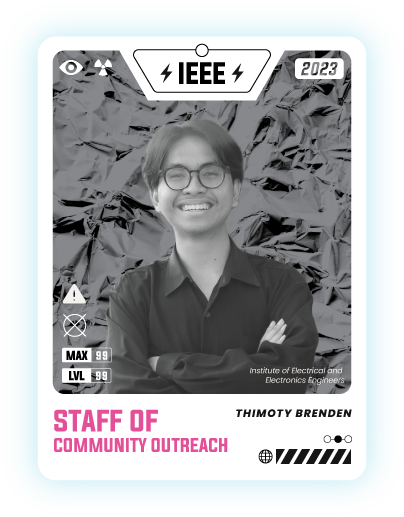 IEEE
2023
MAX 99
LVL 99
Institute of Electrical and
Electronics Engineers
STAFF OF
COMMUNITY OUTREACH
THIMOTY BRENDEN